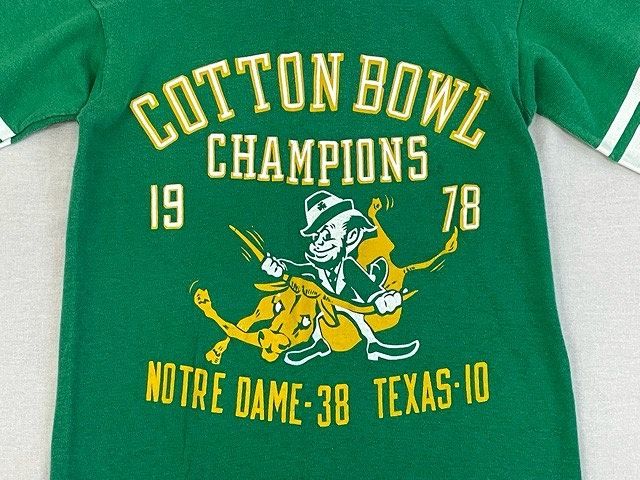 COTTON BOWL
CHAMPIONS
19 78
NOTRE DAME-38 TEXAS-10